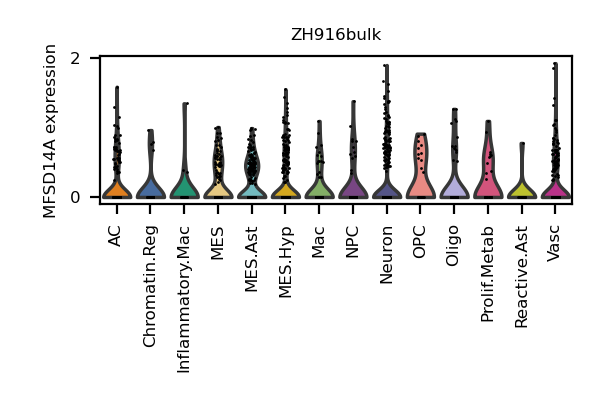 ZH916bulk
MFSD14A expression
2
0
AC
Chromatin.Reg
Inflammatory.Mac
MES
MES.Ast
MES.Hyp
Mac
NPC
Neuron
OPC
Oligo
Prolif.Metab
Reactive.Ast
Vasc